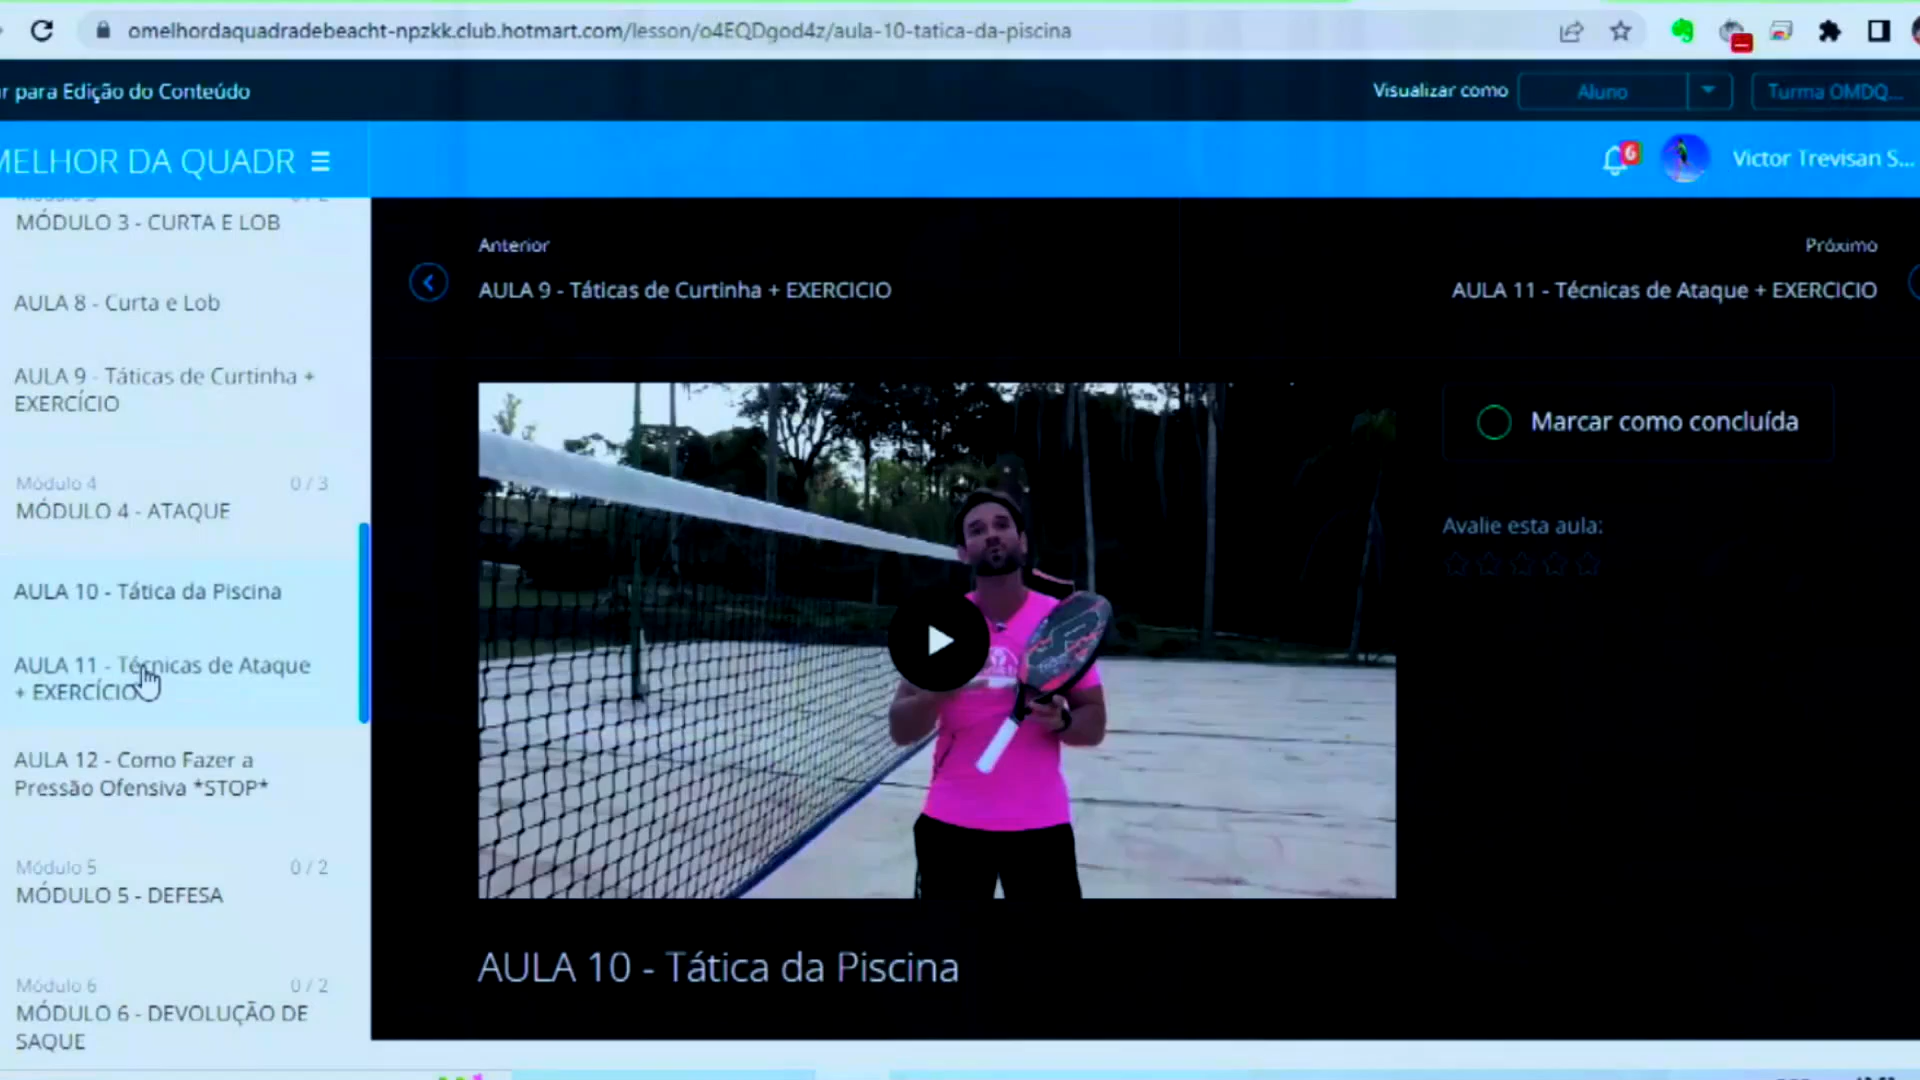 omelhordaquadradebeacht-npzkk.club.hotmart.com/lesson/o4EQDgod4z/aula-10-tatica-da-piscina
r para Edição do Conteúdo
Visualizar como
Aluno
Turma OMDQ...
MELHOR DA QUADR
6
Victor Trevisan S...
MÓDULO 3 - CURTA E LOB
AULA 8 - Curta e Lob
AULA 9 - Táticas de Curtinha +
EXERCÍCIO
Módulo 4
0 / 3
MÓDULO 4 - ATAQUE
AULA 10 - Tática da Piscina
AULA 11 - Técnicas de Ataque
+ EXERCÍCIO
AULA 12 - Como Fazer a
Pressão Ofensiva *STOP*
Módulo 5
0 / 2
MÓDULO 5 - DEFESA
Módulo 6
0 / 2
MÓDULO 6 - DEVOLUÇÃO DE
SAQUE
Anterior
AULA 9 - Táticas de Curtinha + EXERCICIO
Próximo
AULA 11 - Técnicas de Ataque + EXERCICIO
Marcar como concluída
Avalie esta aula:
AULA 10 - Tática da Piscina